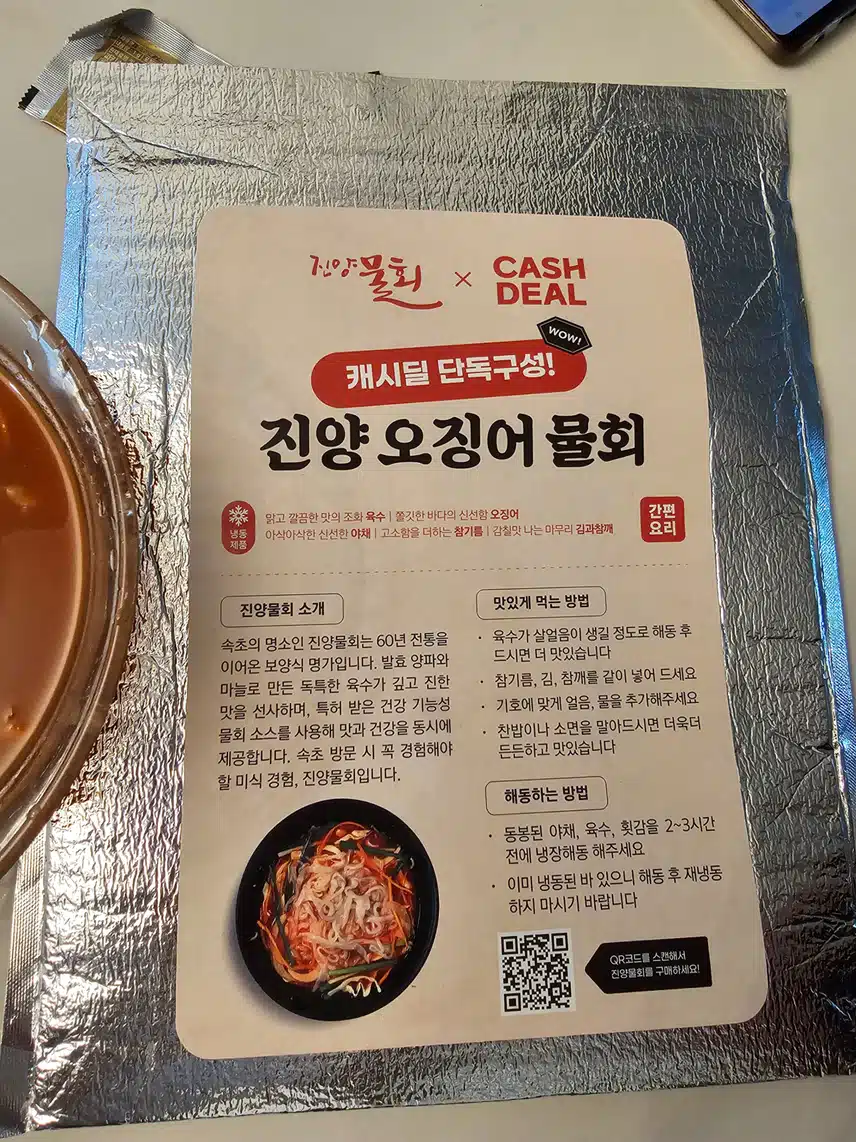 진양물회 × CASH DEAL
WOW!
캐시딜 단독구성!
진양 오징어 물회
냉동
제품
맑고 깔끔한 맛의 조화 육수 | 쫄깃한 바다의 신선함 오징어
아삭아삭한 신선한 야채 | 고소함을 더하는 참기름 | 감칠맛 나는 마무리 김과참깨
간편
요리
진양물회 소개
속초의 명소인 진양물회는 60년 전통을
이어온 보양식 명가입니다. 발효 양파와
마늘로 만든 독특한 육수가 깊고 진한
맛을 선사하며, 특허 받은 건강 기능성
물회 소스를 사용해 맛과 건강을 동시에
제공합니다. 속초 방문 시 꼭 경험해야
할 미식 경험, 진양물회입니다.
맛있게 먹는 방법
· 육수가 살얼음이 생길 정도로 해동 후
드시면 더 맛있습니다
· 참기름, 김, 참깨를 같이 넣어 드세요
· 기호에 맞게 얼음, 물을 추가해주세요
· 찬밥이나 소면을 말아드시면 더욱더
든든하고 맛있습니다
해동하는 방법
· 동봉된 야채, 육수, 횟감을 2~3시간
전에 냉장해동 해주세요
· 이미 냉동된 바 있으니 해동 후 재냉동
하지 마시기 바랍니다
QR코드를 스캔해서
진양물회를 구매하세요!